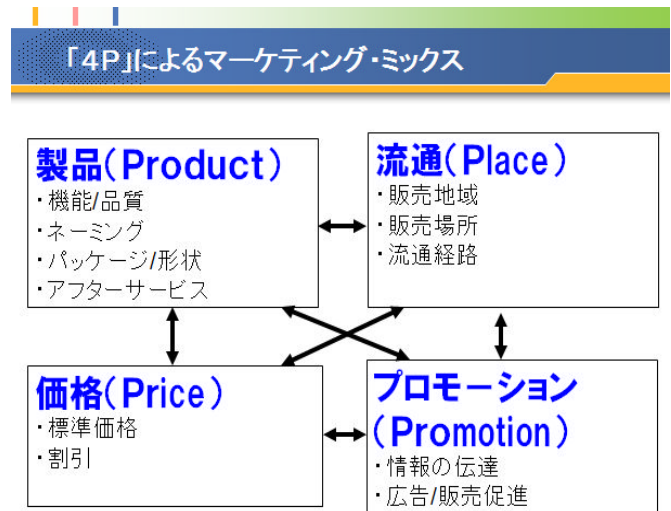 「4P」によるマーケティング・ミックス
製品(Product)
・機能/品質
・ネーミング
・パッケージ/形状
・アフターサービス
流通(Place)
・販売地域
・販売場所
・流通経路
価格(Price)
・標準価格
・割引
プロモーション
(Promotion)
・情報の伝達
・広告/販売促進